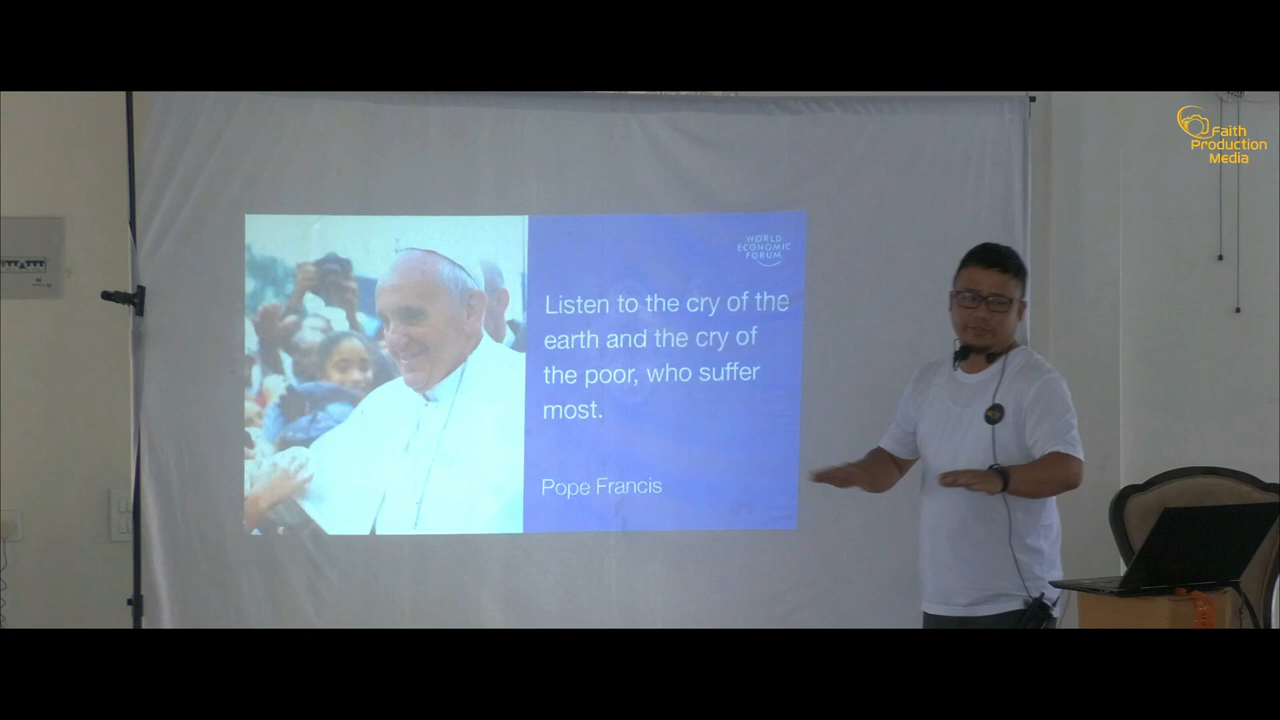 Faith
Production
Media
WORLD
ECONOMIC
FORUM
Listen to the cry of the
earth and the cry of
the poor, who suffer
most.
Pope Francis